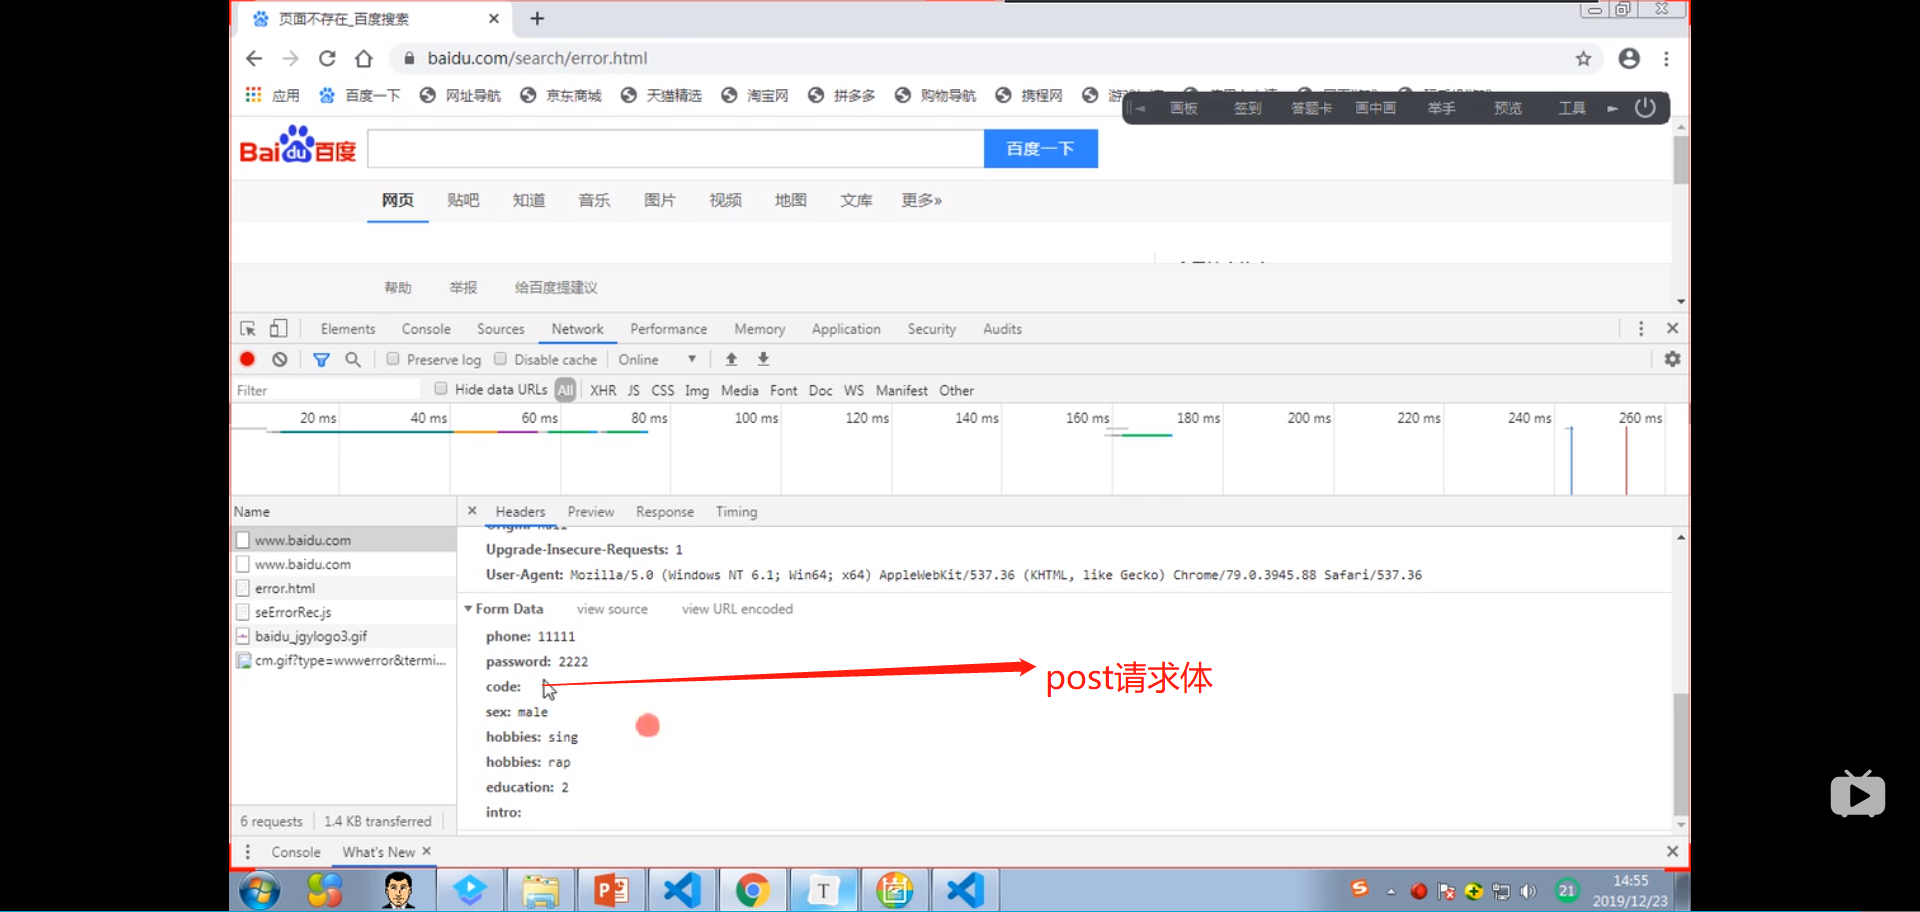 页面不存在_百度搜索
baidu.com/search/error.html
应用 百度一下 网址导航 京东商城 天猫精选 淘宝网 拼多多 购物导航 携程网
画板 签到 答题卡 画中画 举手 预览 工具
Bai du 百度 百度一下
网页 贴吧 知道 音乐 图片 视频 地图 文库 更多»
帮助 举报 给百度提建议
Elements Console Sources Network Performance Memory Application Security Audits
Preserve log Disable cache Online
Filter Hide data URLs All XHR JS CSS Img Media Font Doc WS Manifest Other
20 ms 40 ms 60 ms 80 ms 100 ms 120 ms 140 ms 160 ms 180 ms 200 ms 220 ms 240 ms 260 ms
Name
www.baidu.com
www.baidu.com
error.html
seErrorRec.js
baidu_jgylogo3.gif
cm.gif?type=wwwerror&termi...
6 requests 1.4 KB transferred
Headers Preview Response Timing
Upgrade-Insecure-Requests: 1
User-Agent: Mozilla/5.0 (Windows NT 6.1; Win64; x64) AppleWebKit/537.36 (KHTML, like Gecko) Chrome/79.0.3945.88 Safari/537.36
Form Data view source view URL encoded
phone: 11111
password: 2222
code:
post请求体
sex: male
hobbies: sing
hobbies: rap
education: 2
intro:
Console What's New
21
14:55
2019/12/23